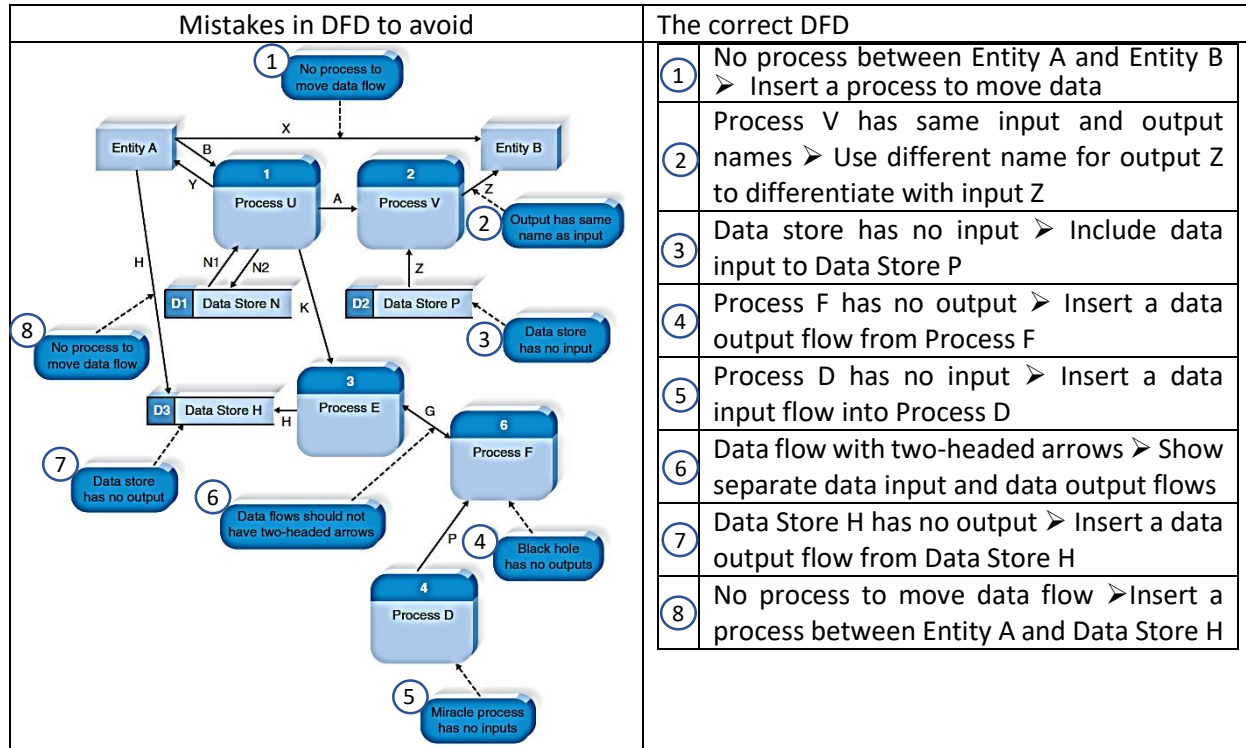 Mistakes in DFD to avoid
1
No process to
move data flow
X
Entity A
B
Y
Entity B
1
Process U
A
2
Process V
Z
2
Output has same
name as input
H
N1
N2
Z
D1 Data Store N
K
D2 Data Store P
8
No process to
move data flow
3
Data store
has no input
D3 Data Store H
H
3
Process E
G
6
Process F
7
Data store
has no output
6
Data flows should not
have two-headed arrows
P
4
Black hole
has no outputs
4
Process D
5
Miracle process
has no inputs
The correct DFD
1
No process between Entity A and Entity B
➢ Insert a process to move data
2
Process V has same input and output
names ➢ Use different name for output Z
to differentiate with input Z
3
Data store has no input ➢ Include data
input to Data Store P
4
Process F has no output ➢ Insert a data
output flow from Process F
5
Process D has no input ➢ Insert a data
input flow into Process D
6
Data flow with two-headed arrows ➢ Show
separate data input and data output flows
7
Data Store H has no output ➢ Insert a data
output flow from Data Store H
8
No process to move data flow ➢Insert a
process between Entity A and Data Store H